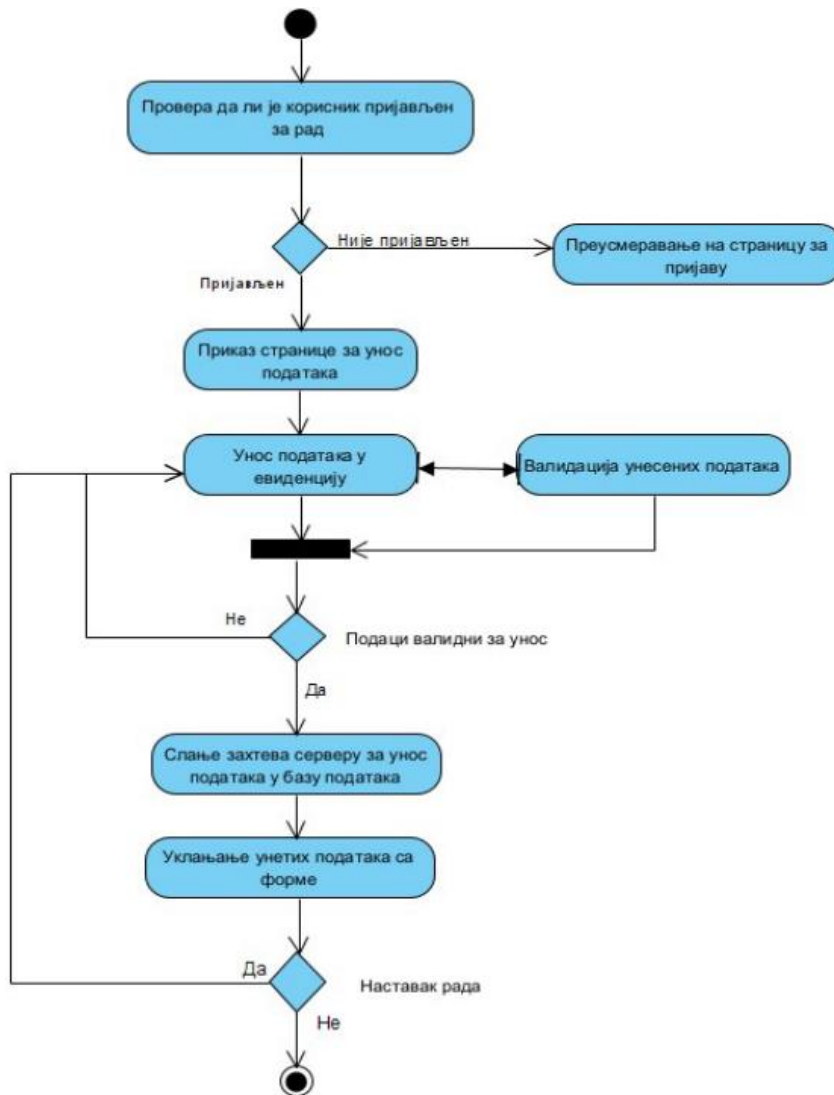 Провера да ли је корисник пријављен
за рад
Није пријављен
Преусмеравање на страницу за
пријаву
Пријављен
Приказ странице за унос
података
Унос података у
евиденцију
Валидација унесених података
Не
Подаци валидни за унос
Да
Слање захтева серверу за унос
података у базу података
Уклањање унетих података са
форме
Да
Наставак рада
Не